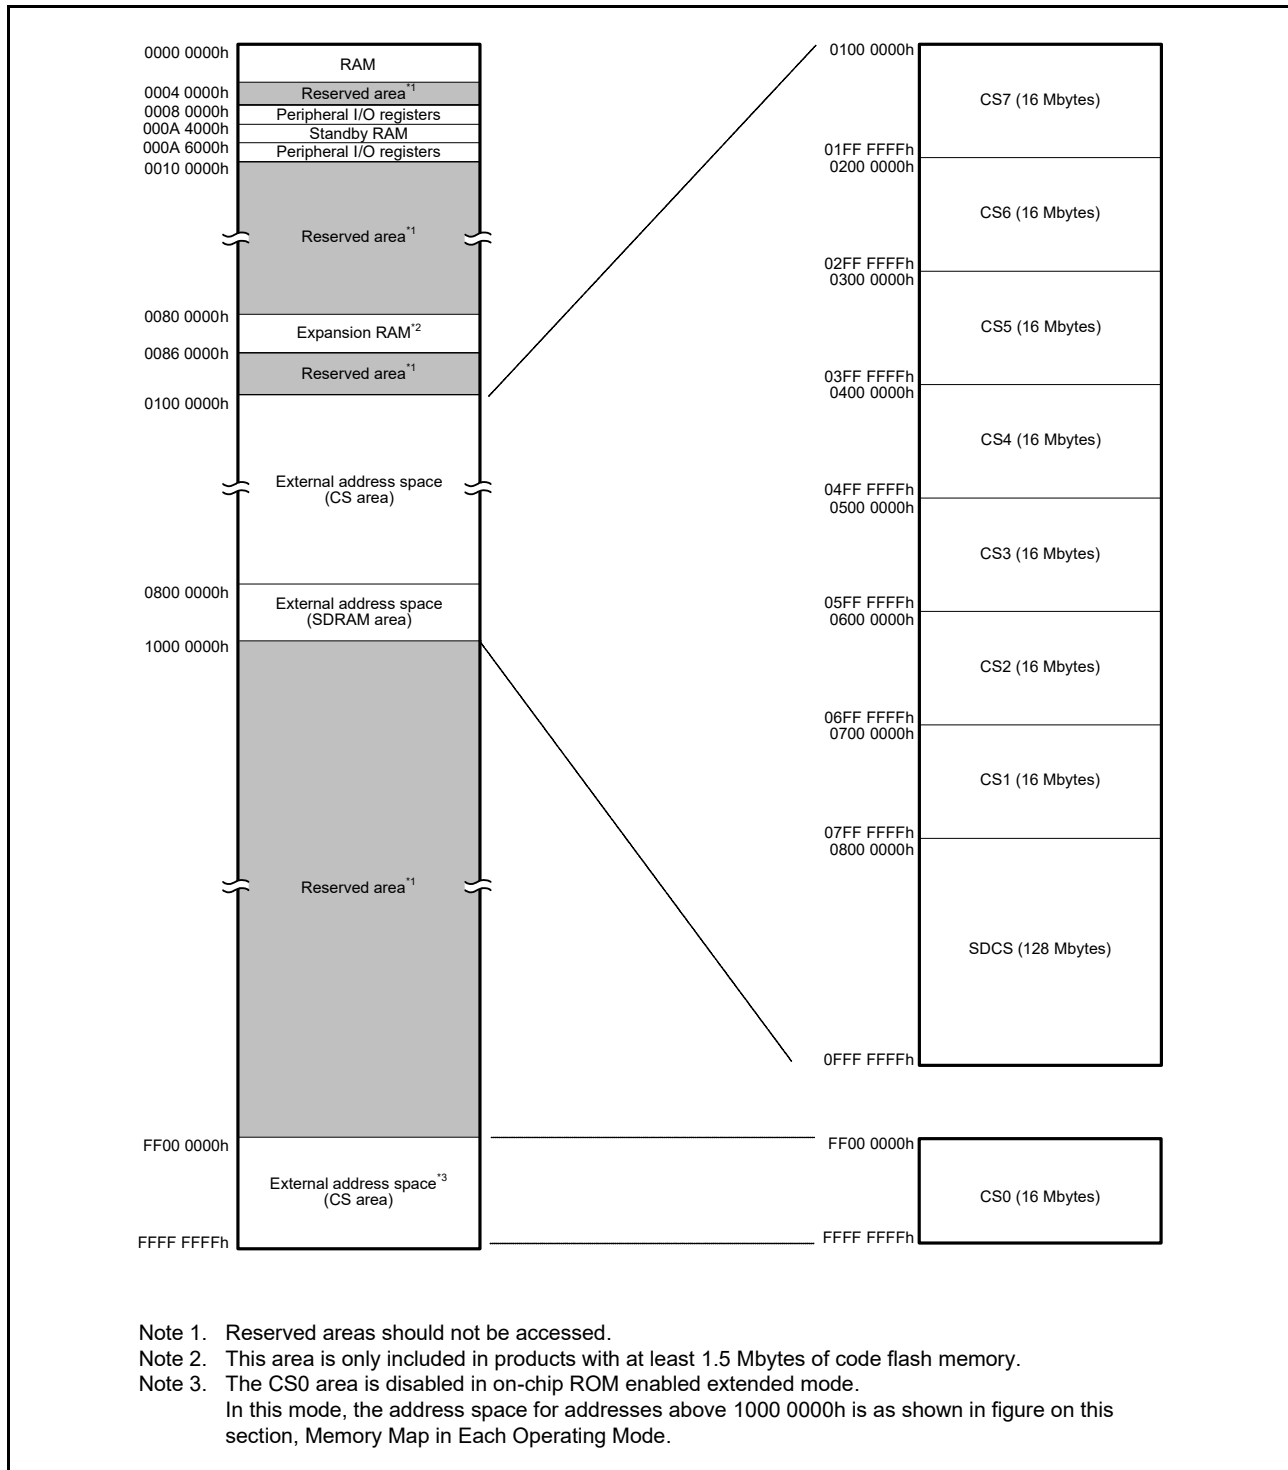 0000 0000h
RAM
0004 0000h
Reserved area*1
0008 0000h
Peripheral I/O registers
000A 4000h
Standby RAM
000A 6000h
Peripheral I/O registers
0010 0000h
Reserved area*1
0080 0000h
Expansion RAM*2
0086 0000h
Reserved area*1
0100 0000h
External address space
(CS area)
0800 0000h
External address space
(SDRAM area)
1000 0000h
Reserved area*1
FF00 0000h
External address space*3
(CS area)
FFFF FFFFh
0100 0000h
CS7 (16 Mbytes)
01FF FFFFh
0200 0000h
CS6 (16 Mbytes)
02FF FFFFh
0300 0000h
CS5 (16 Mbytes)
03FF FFFFh
0400 0000h
CS4 (16 Mbytes)
04FF FFFFh
0500 0000h
CS3 (16 Mbytes)
05FF FFFFh
0600 0000h
CS2 (16 Mbytes)
06FF FFFFh
0700 0000h
CS1 (16 Mbytes)
07FF FFFFh
0800 0000h
SDCS (128 Mbytes)
0FFF FFFFh
FF00 0000h
CS0 (16 Mbytes)
FFFF FFFFh
Note 1. Reserved areas should not be accessed.
Note 2. This area is only included in products with at least 1.5 Mbytes of code flash memory.
Note 3. The CS0 area is disabled in on-chip ROM enabled extended mode.
In this mode, the address space for addresses above 1000 0000h is as shown in figure on this
section, Memory Map in Each Operating Mode.